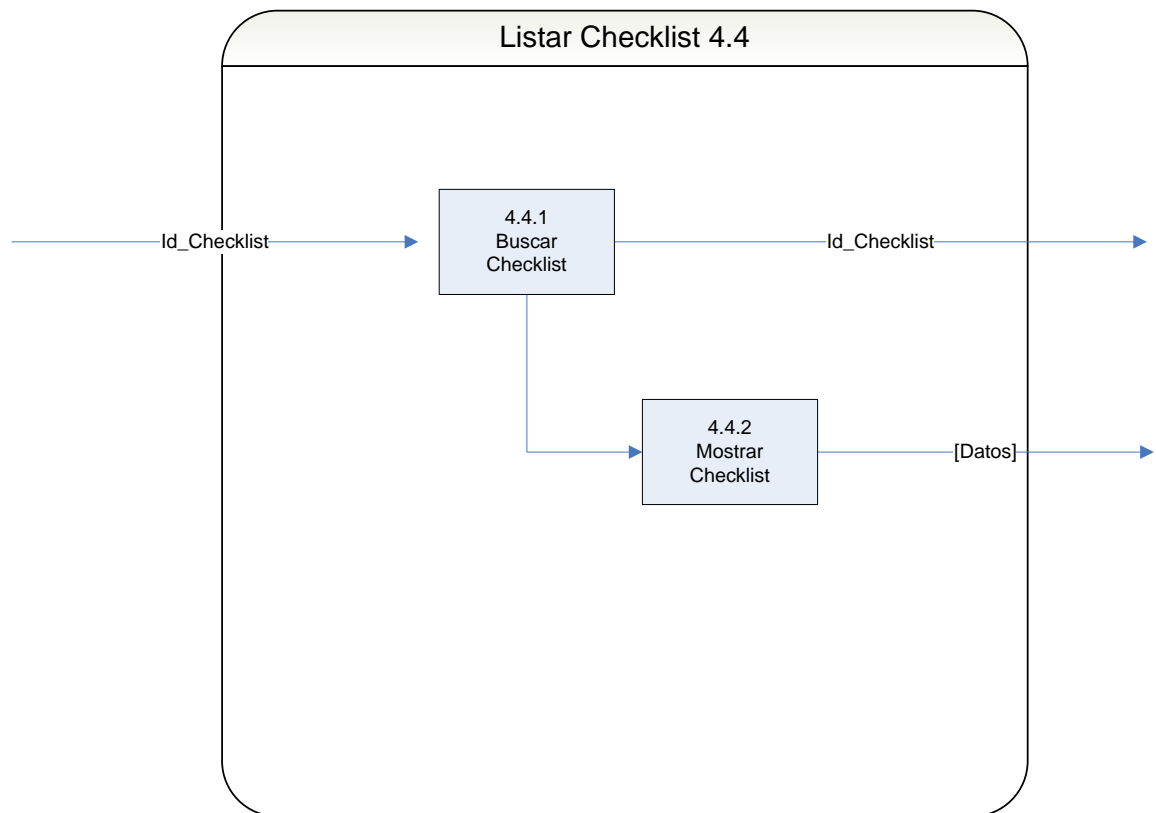 Listar Checklist 4.4
4.4.1
Buscar
Checklist
Id_Checklist
Id_Checklist
4.4.2
Mostrar
Checklist
[Datos]